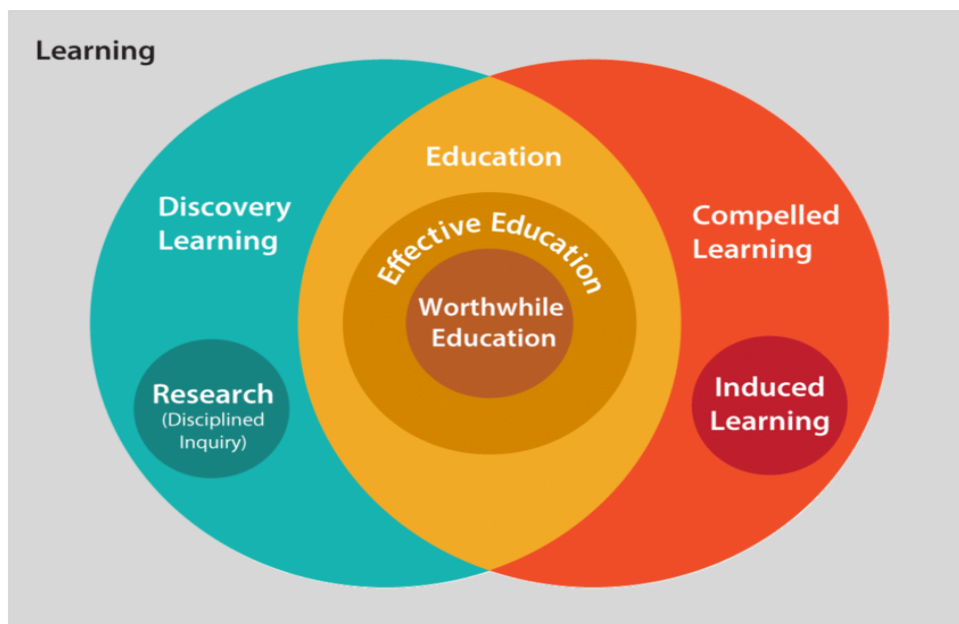 Learning
Education
Discovery
Learning
Compelled
Learning
Effective Education
Worthwhile
Education
Research
(Disciplined
Inquiry)
Induced
Learning